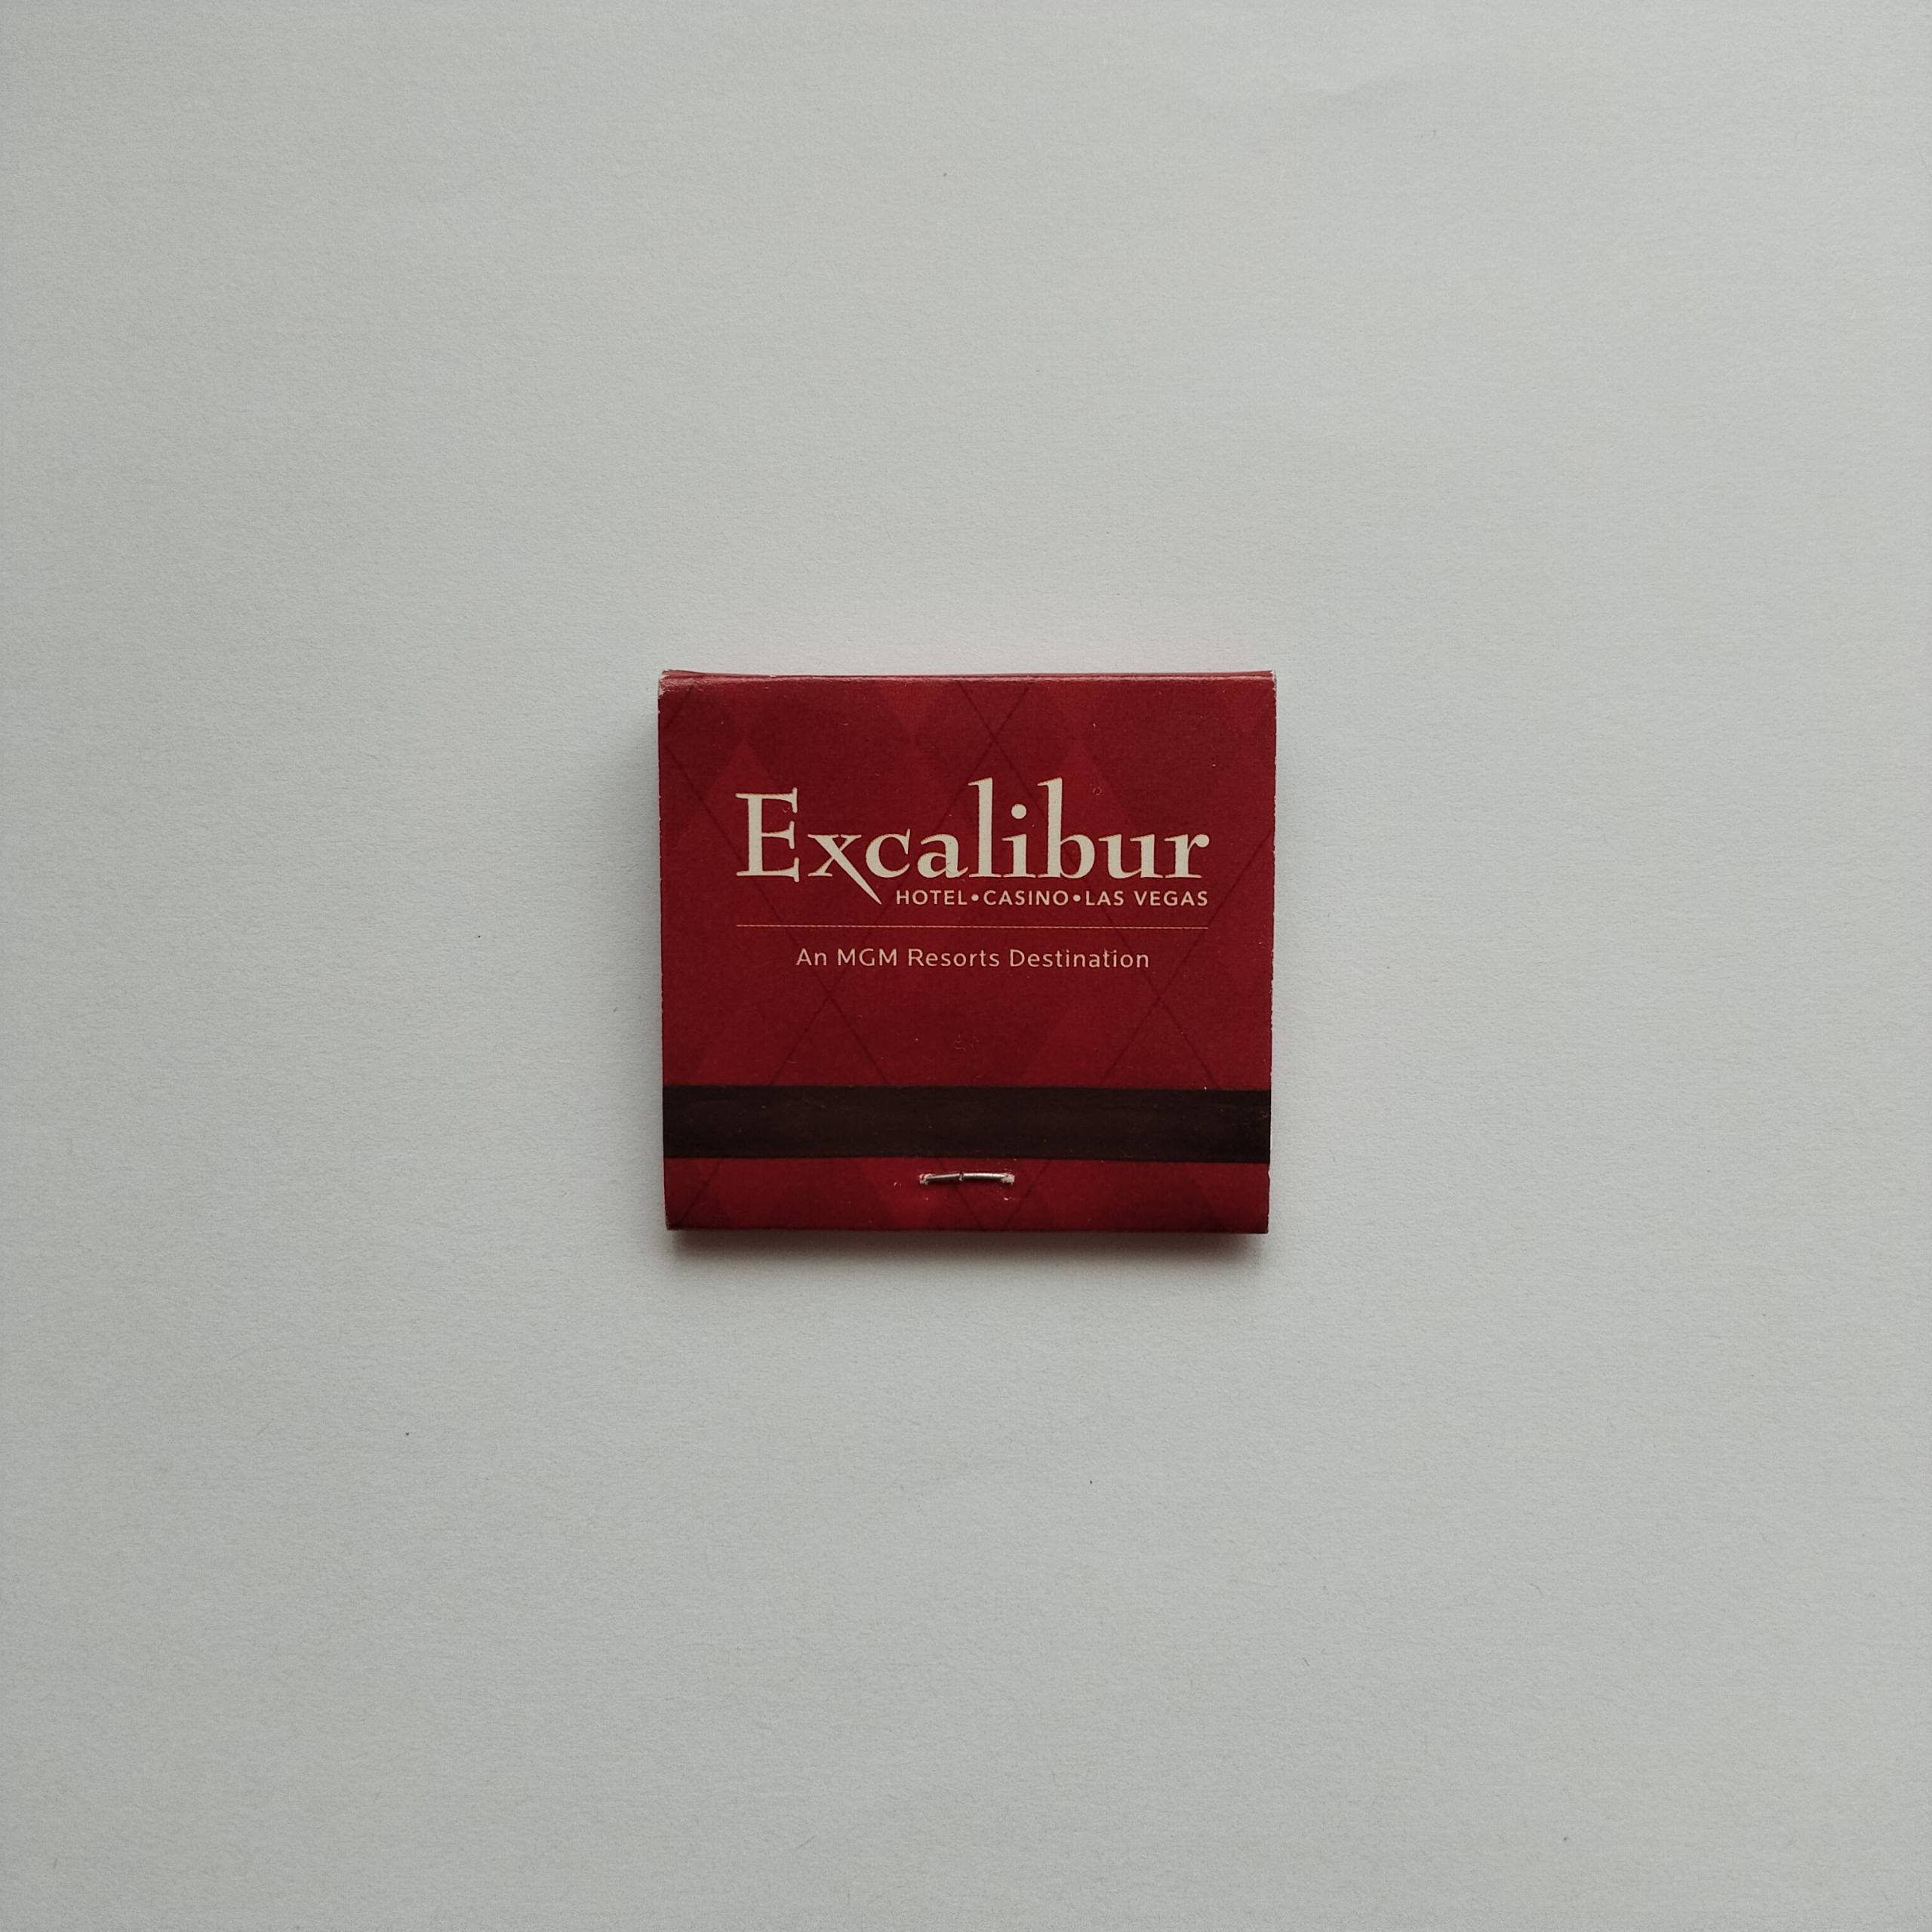 Excalibur
HOTEL•CASINO•LAS VEGAS
An MGM Resorts Destination